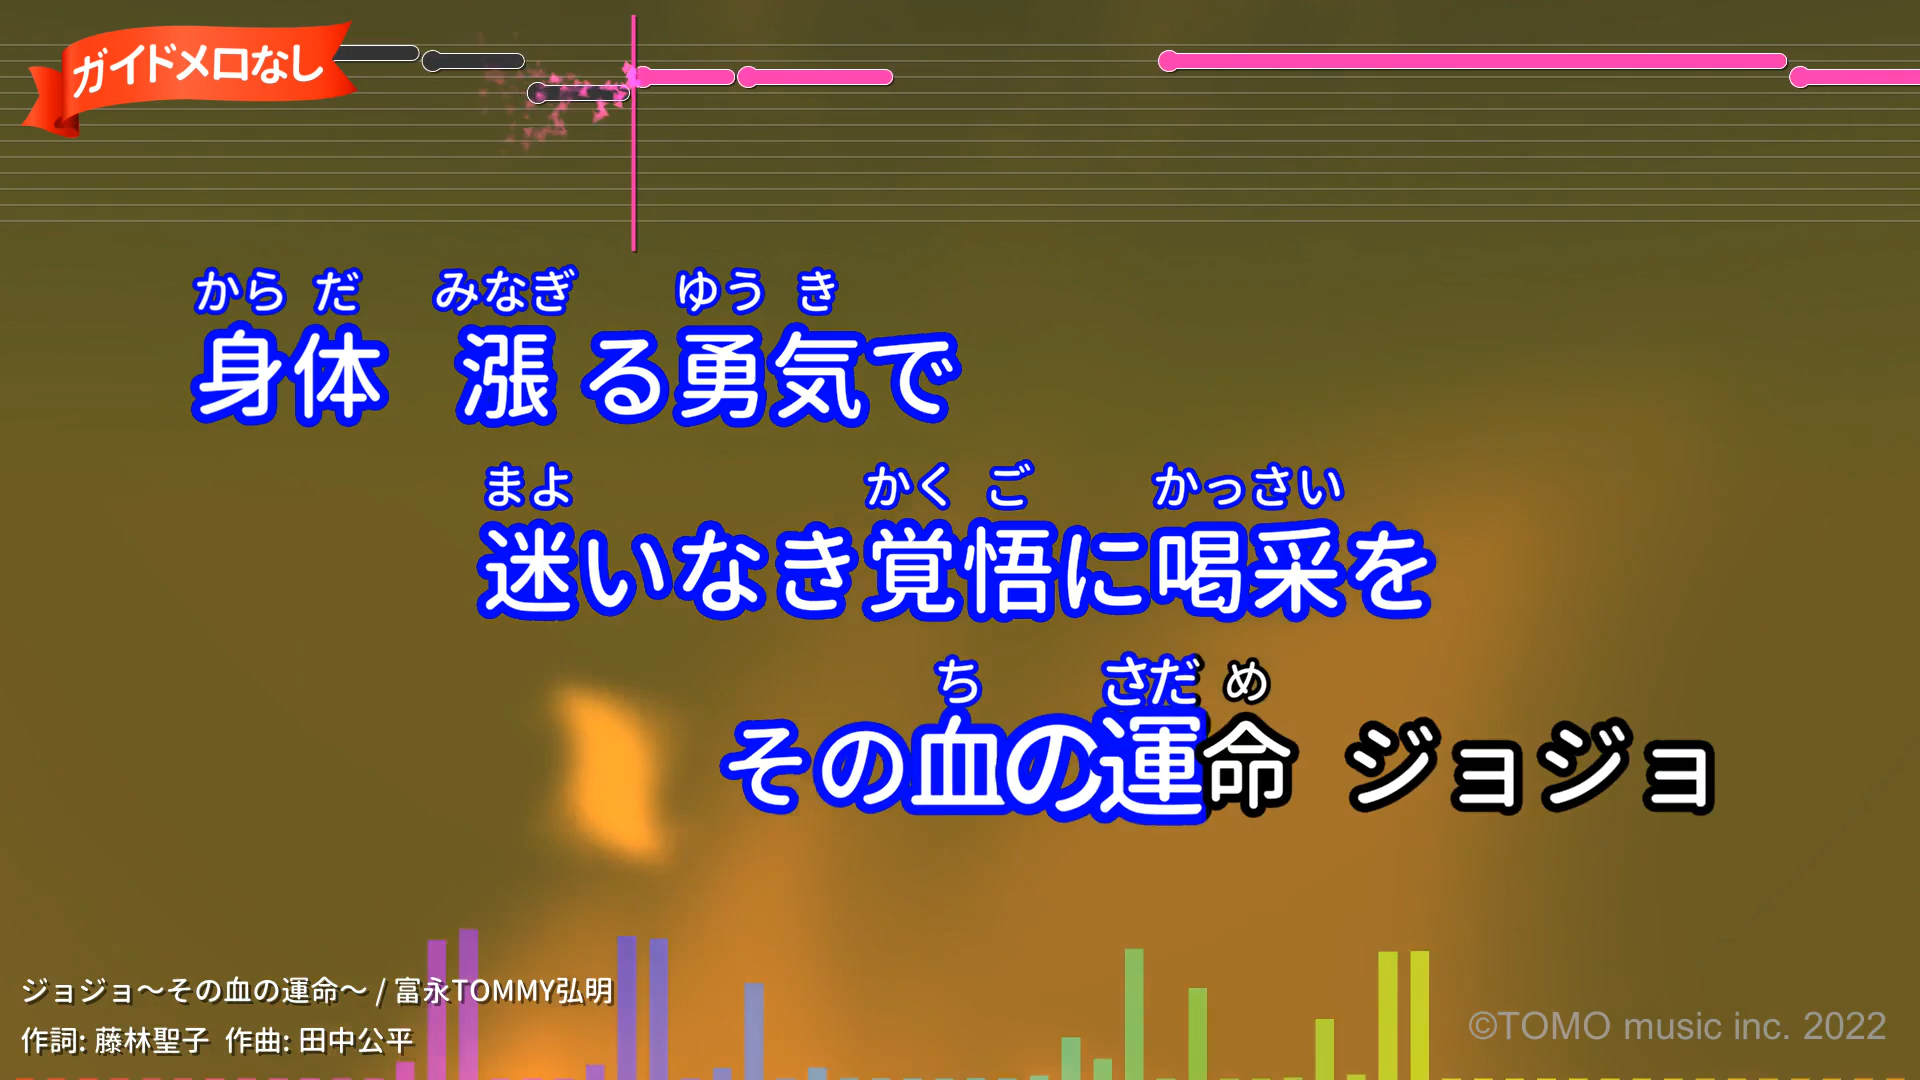 ガイドメロなし
からだ みなぎ ゆうき
身体 漲る勇気で
まよ かくご かっさい
迷いなき覚悟に喝采を
ち さだめ
その血の運命 ジョジョ
ジョジョ～その血の運命～ / 富永TOMMY弘明
作詞: 藤林聖子 作曲: 田中公平
©TOMO music inc. 2022